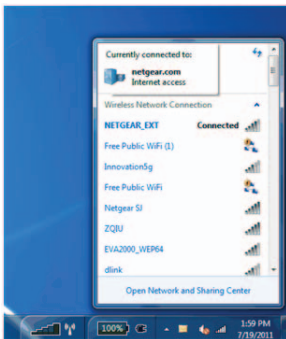 Currently connected to:
netgear.com
Internet access
Wireless Network Connection
NETGEAR_EXT Connected
Free Public WiFi (1)
Innovation5g
Free Public WiFi
Netgear SI
ZQIU
EVA2000_WEP64
dlink
Open Network and Sharing Center
100%
1:59 PM
7/19/2011